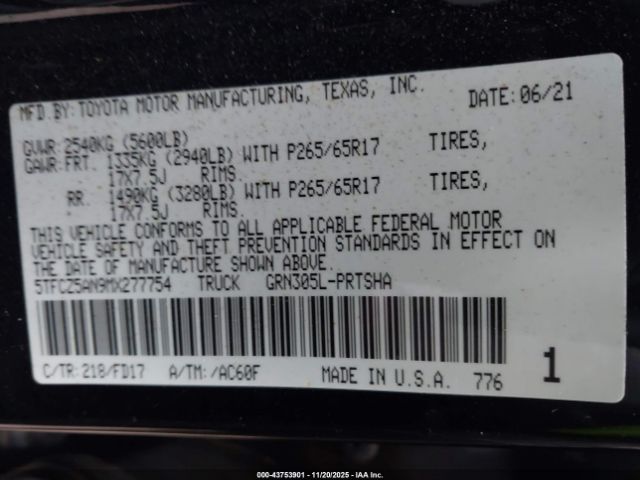 MFD.BY:TOYOTA MOTOR MANUFACTURING, TEXAS, INC. DATE:06/21
GVWR:2540KG (5600LB)
GAWR:FRT. 1335KG (2940LB) WITH P265/65R17 TIRES,
17X7.5J RIMS.
RR. 1490KG (3280LB) WITH P265/65R17 TIRES,
17X7.5J RIMS.
THIS VEHICLE CONFORMS TO ALL APPLICABLE FEDERAL MOTOR
VEHICLE SAFETY AND THEFT PREVENTION STANDARDS IN EFFECT ON
THE DATE OF MANUFACTURE SHOWN ABOVE.
5TFCZ5AN9MX277754 TRUCK GRN305L-PRTSHA
C/TR:218/FD17 A/TM:/AC60F MADE IN U.S.A. 776 1
000-43753901 - 11/20/2025 - IAA Inc.